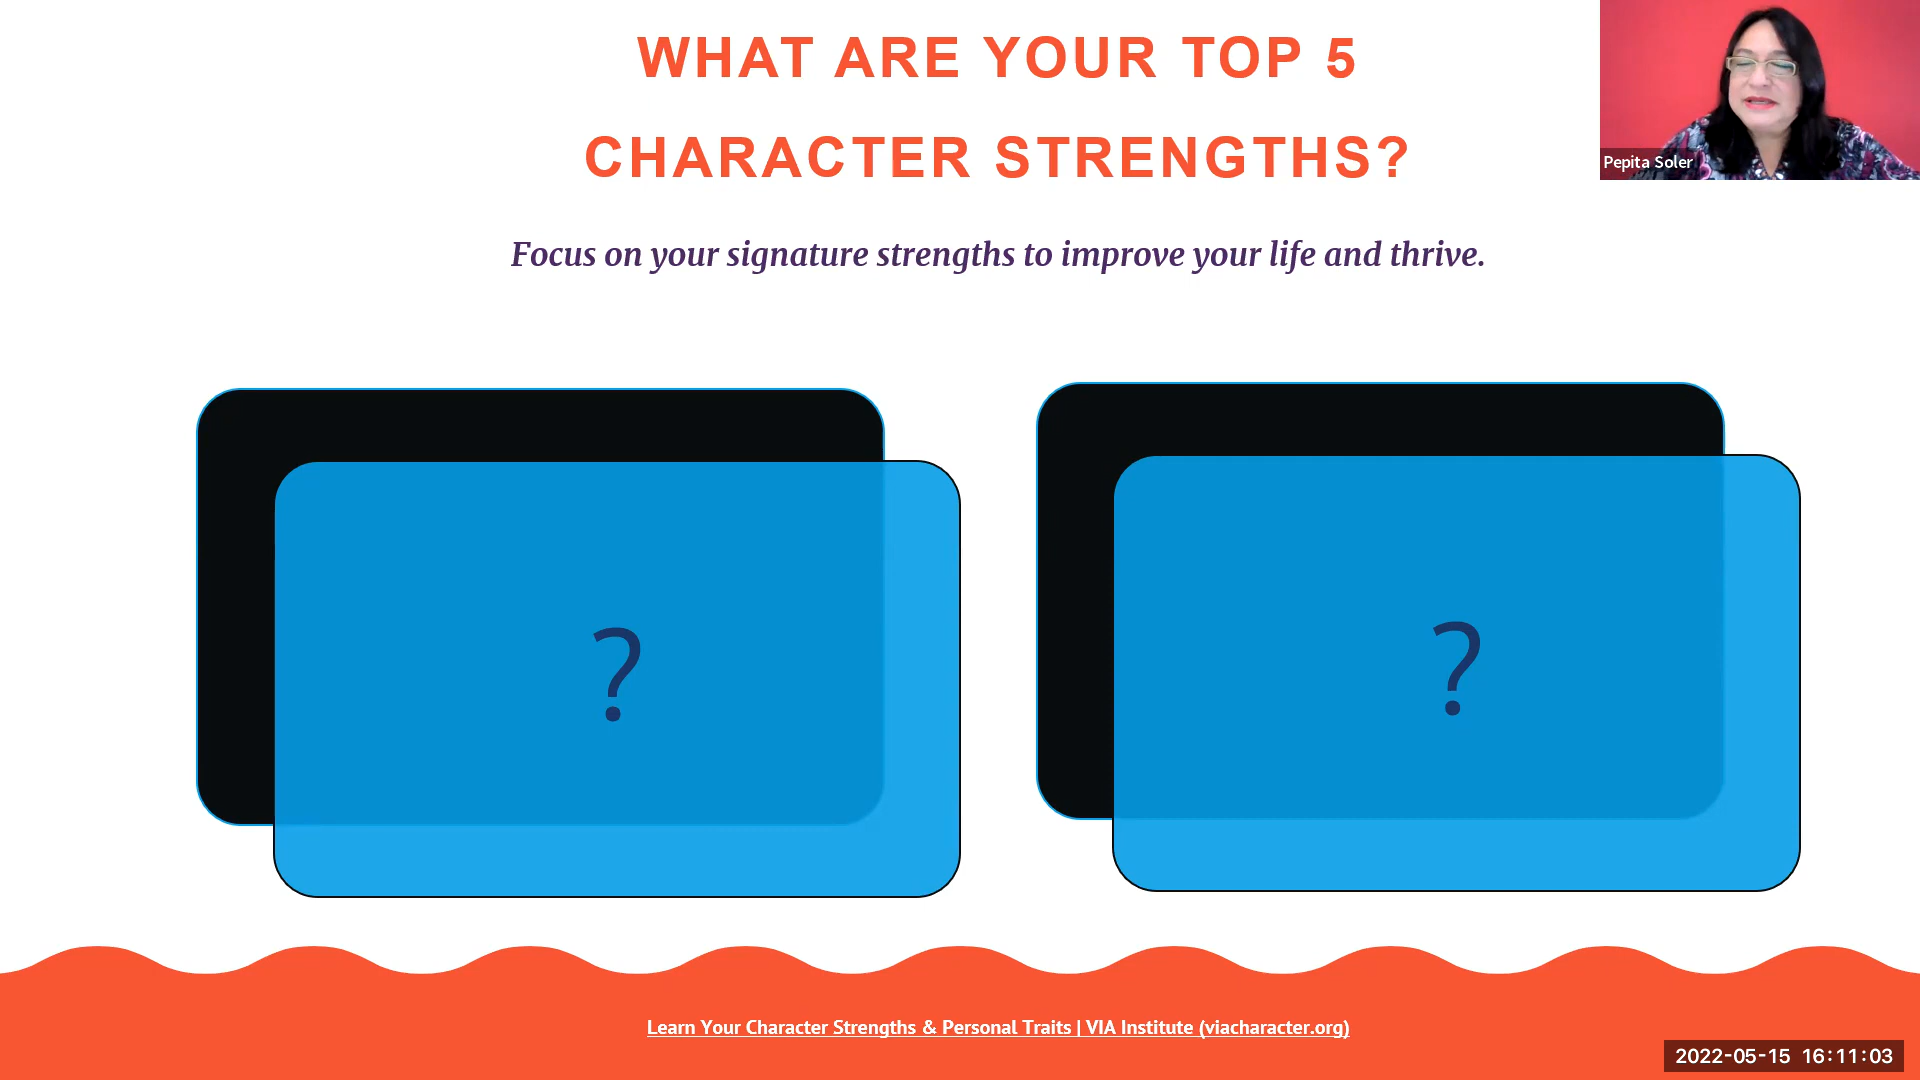 WHAT ARE YOUR TOP 5
CHARACTER STRENGTHS?
Pepita Soler
Focus on your signature strengths to improve your life and thrive.
?
?
Learn Your Character Strengths & Personal Traits | VIA Institute (viacharacter.org)
2022-05-15 16:11:03